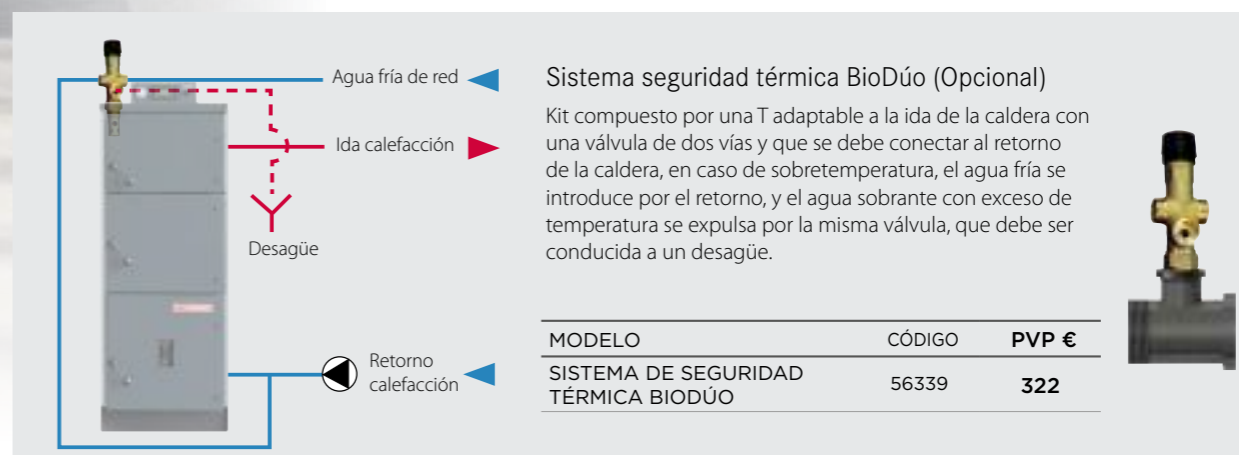 Agua fría de red
Ida calefacción
Desagüe
Retorno
calefacción
Sistema seguridad térmica BioDúo (Opcional)
Kit compuesto por una T adaptable a la ida de la caldera con
una válvula de dos vías y que se debe conectar al retorno
de la caldera, en caso de sobretemperatura, el agua fría se
introduce por el retorno, y el agua sobrante con exceso de
temperatura se expulsa por la misma válvula, que debe ser
conducida a un desagüe.
MODELO CÓDIGO PVP €
SISTEMA DE SEGURIDAD
TÉRMICA BIODÚO 56339 322